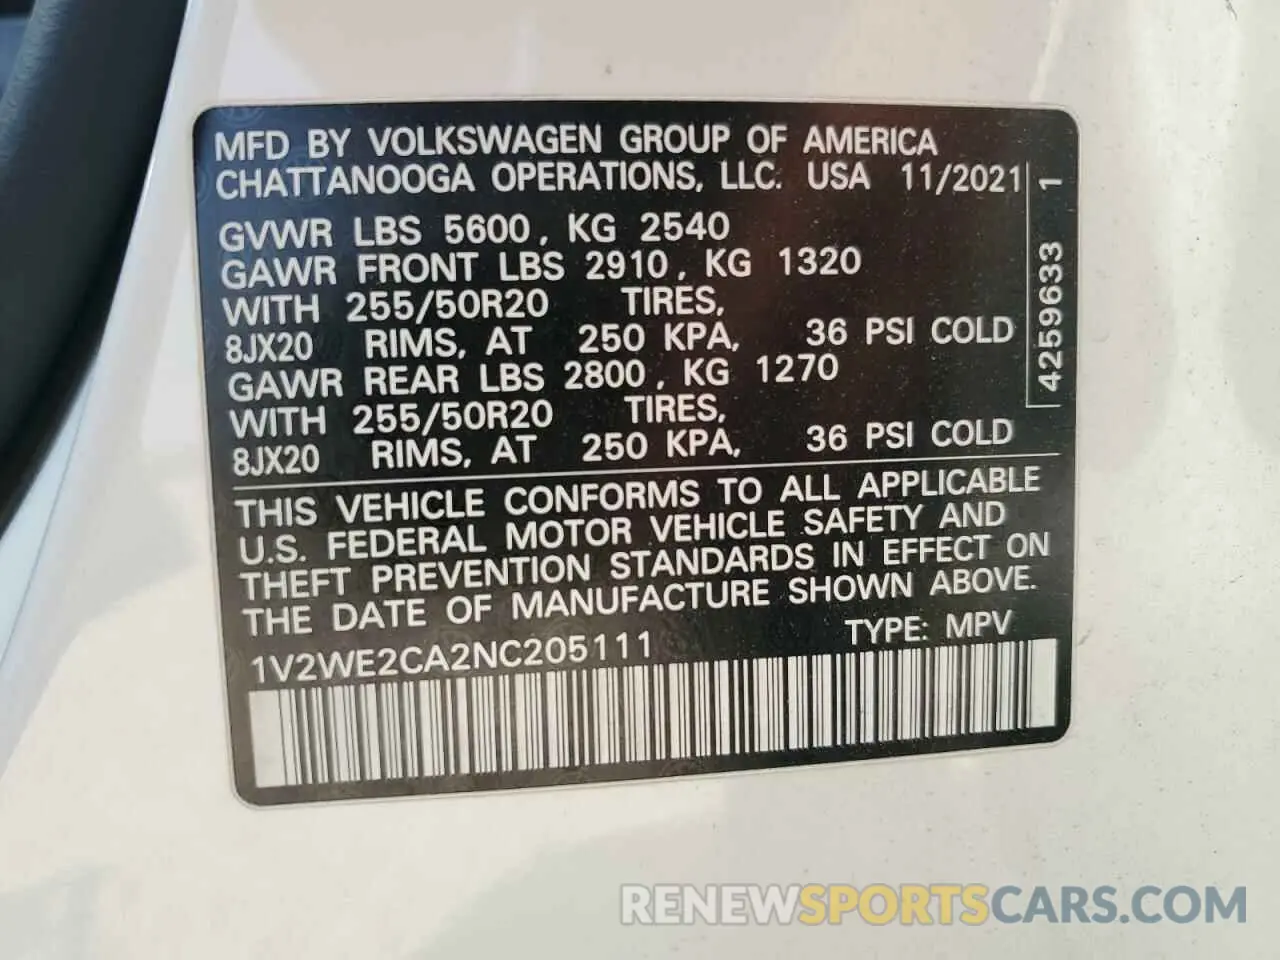 MFD BY VOLKSWAGEN GROUP OF AMERICA
CHATTANOOGA OPERATIONS, LLC. USA 11/2021
GVWR LBS 5600, KG 2540
GAWR FRONT LBS 2910, KG 1320
WITH 255/50R20 TIRES,
8JX20 RIMS, AT 250 KPA, 36 PSI COLD
GAWR REAR LBS 2800, KG 1270
WITH 255/50R20 TIRES,
8JX20 RIMS, AT 250 KPA, 36 PSI COLD
4259633 1
THIS VEHICLE CONFORMS TO ALL APPLICABLE
U.S. FEDERAL MOTOR VEHICLE SAFETY AND
THEFT PREVENTION STANDARDS IN EFFECT ON
THE DATE OF MANUFACTURE SHOWN ABOVE.
1V2WE2CA2NC205111 TYPE: MPV
RENEWSPORTSCARS.COM